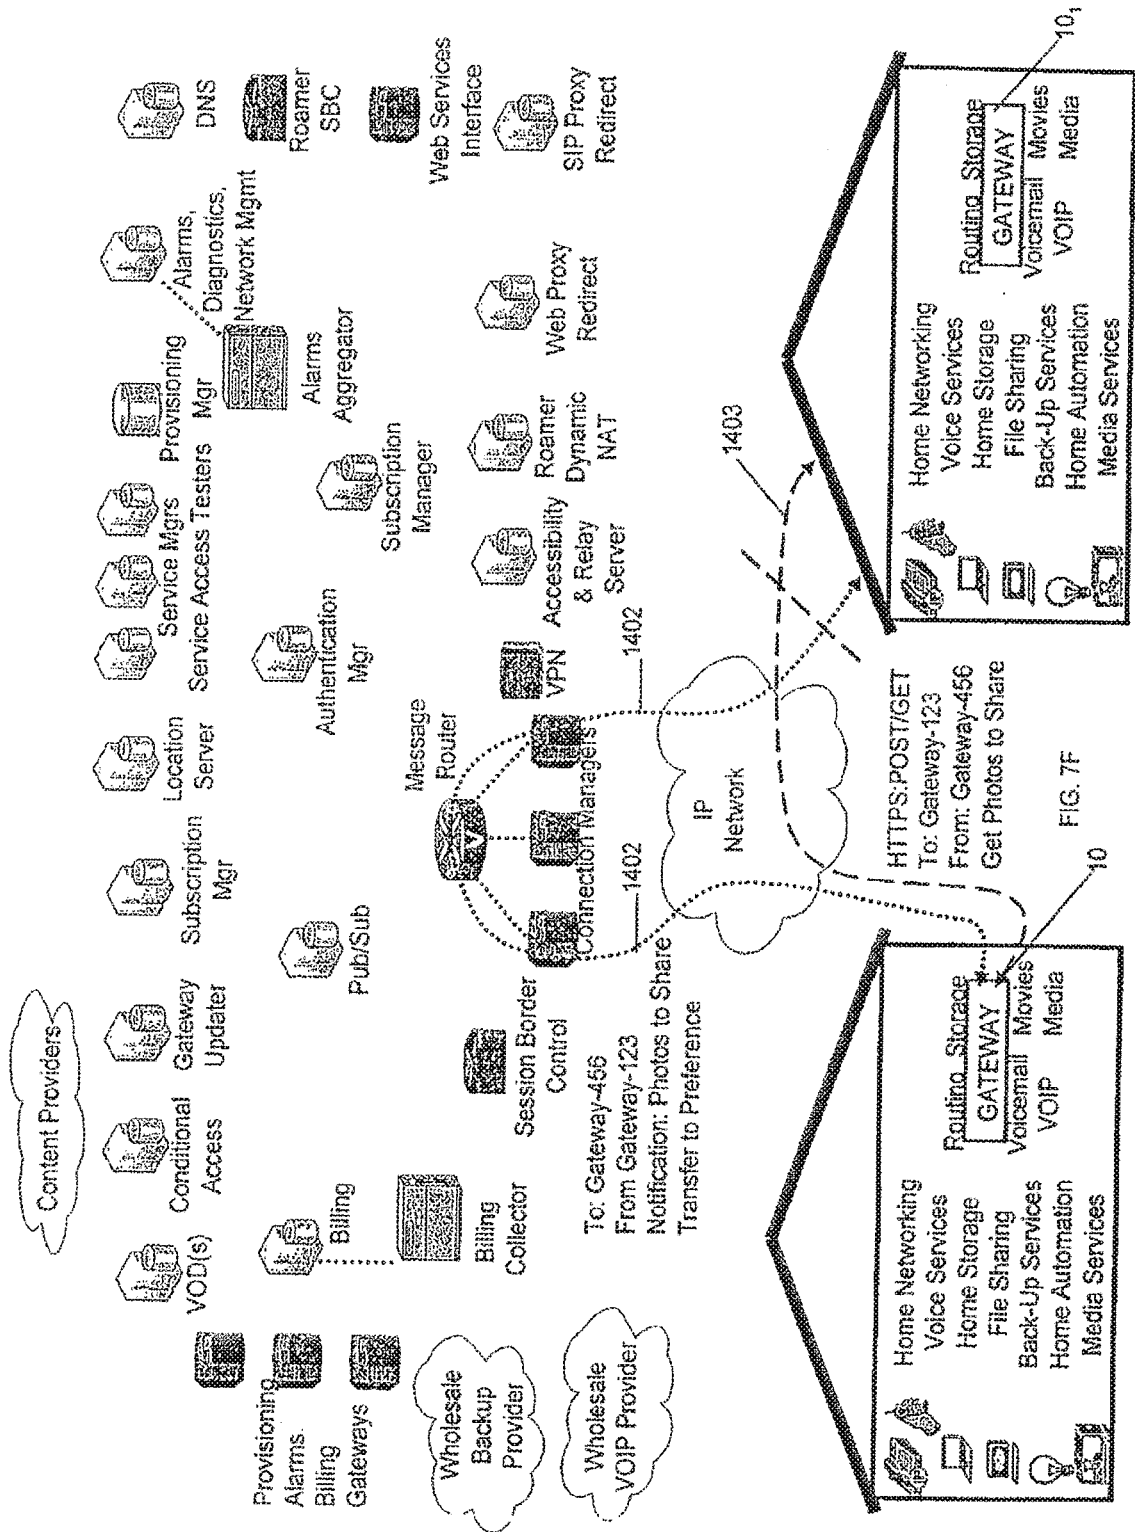 Content Providers
VOD(s)
Conditional
Access
Gateway
Updater
Subscription
Mgr
Location
Server
Service Mgrs
Service Access Testers
Provisioning
Mgr
Alarms,
Diagnostics,
Network Mgmt
DNS
Roamer
SBC
Web Services
Interface
SIP Proxy
Redirect
Provisioning
Alarms
Billing
Gateways
Billing
Billing
Collector
Pub/Sub
Authentication
Mgr
Subscription
Manager
Alarms
Aggregator
Wholesale
Backup
Provider
Wholesale
VOIP Provider
Session Border
Control
Message
Router
V
Connection Managers
VPN
Accessibility
& Relay
Server
Roamer
Dynamic
NAT
Web Proxy
Redirect
To: Gateway-456
From Gateway-123
Notification: Photos to Share
Transfer to Preference
1402
1402
1403
IP
Network
HTTPS:POST/GET
To: Gateway-123
From: Gateway-456
Get Photos to Share
Home Networking
Voice Services
Home Storage
File Sharing
Back-Up Services
Home Automation
Media Services
Routing Storage
GATEWAY
Voicemail Movies
VOIP Media
10
IP
Home Networking
Voice Services
Home Storage
File Sharing
Back-Up Services
Home Automation
Media Services
Routing Storage
GATEWAY
Voicemail Movies
VOIP Media
10₁
IP
FIG. 7F